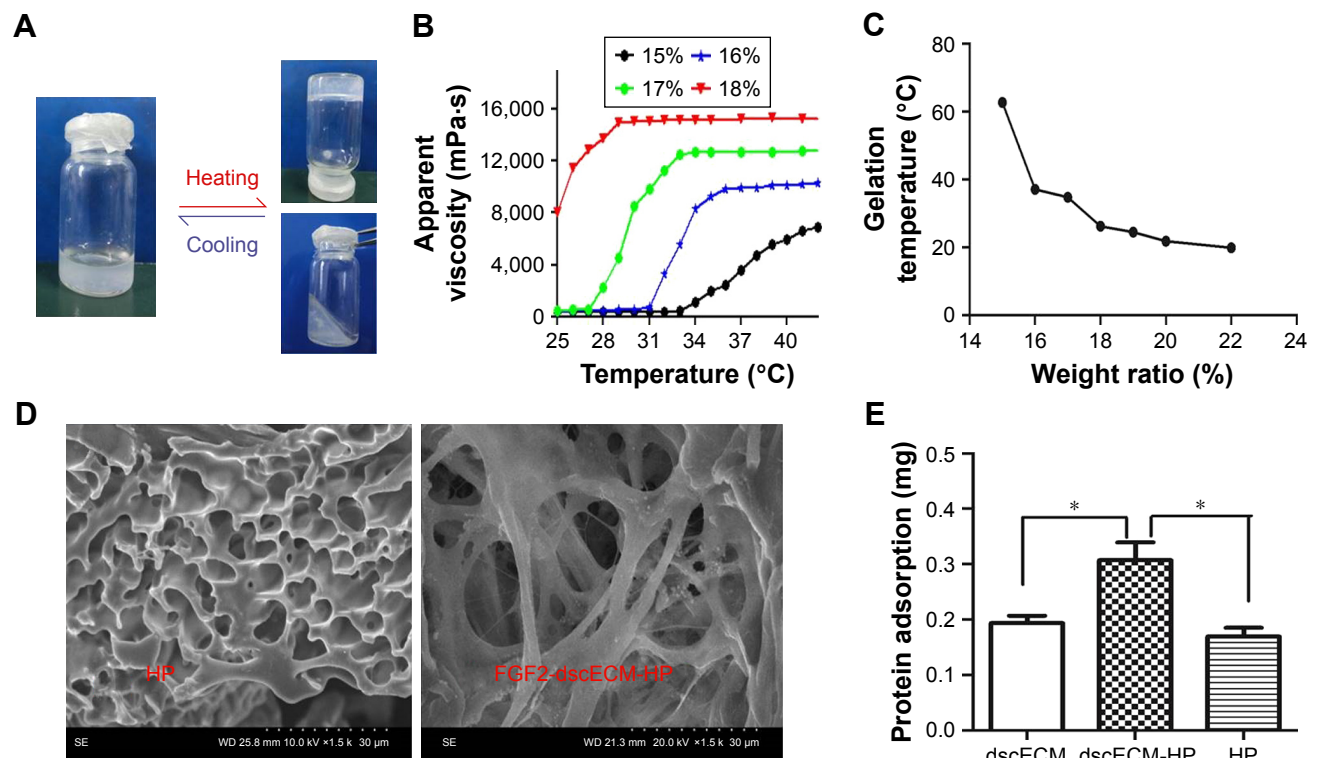 A
Heating
Cooling
B
15% 16%
17% 18%
Apparent
viscosity (mPa·s)
16,000
12,000
8,000
4,000
0
25 28 31 34 37 40
Temperature (°C)
C
Gelation
temperature (°C)
80
60
40
20
0
14 16 18 20 22 24
Weight ratio (%)
D
HP
SE WD 25.8 mm 10.0 kV ×1.5 k 30 µm
FGF2-dscECM-HP
SE WD 21.3 mm 20.0 kV ×1.5 k 30 µm
E
Protein adsorption (mg)
0.5
0.4
0.3
0.2
0.1
0.0
* *
dscECM dscECM-HP HP